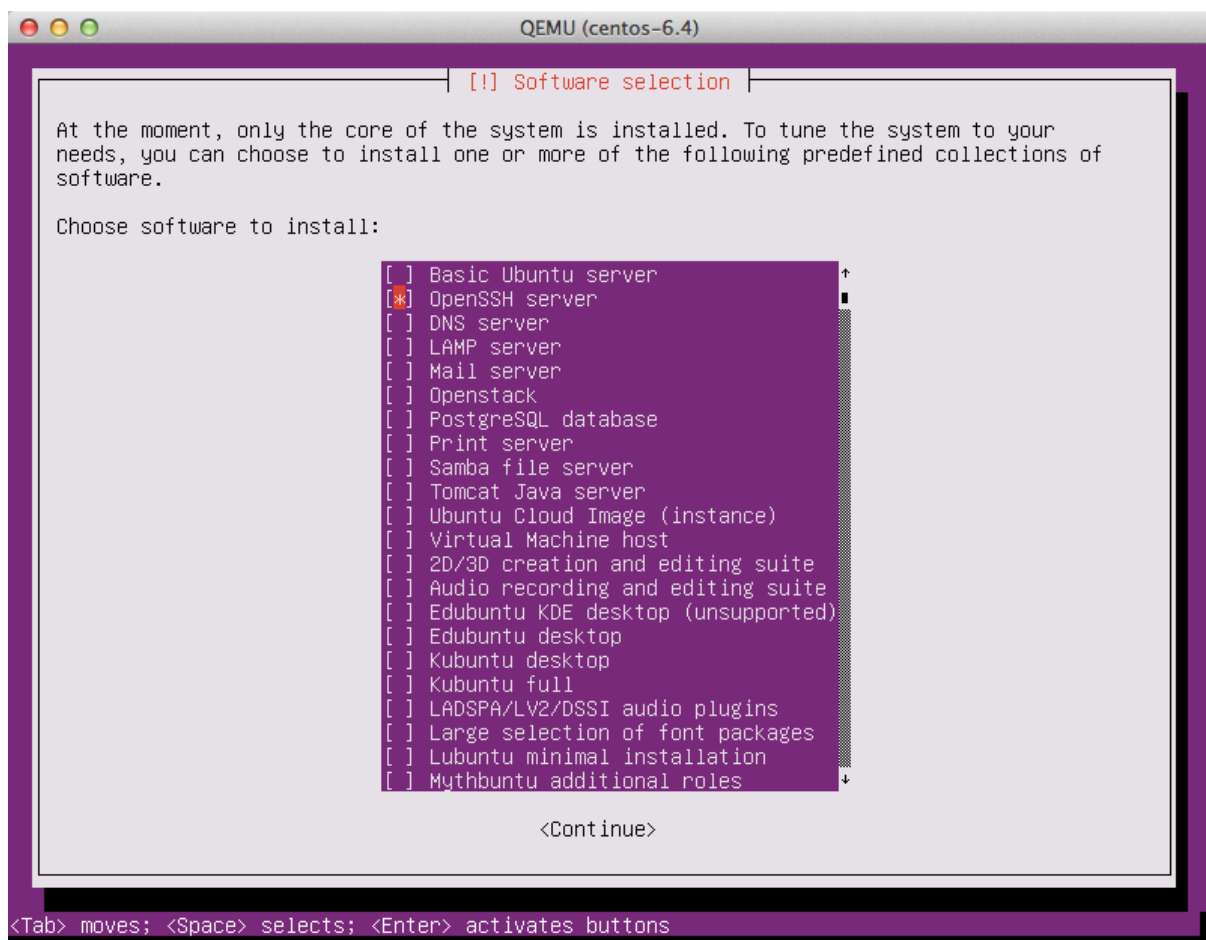 QEMU (centos-6.4)
[!] Software selection
At the moment, only the core of the system is installed. To tune the system to your
needs, you can choose to install one or more of the following predefined collections of
software.
Choose software to install:
[ ] Basic Ubuntu server
[*] OpenSSH server
[ ] DNS server
[ ] LAMP server
[ ] Mail server
[ ] Openstack
[ ] PostgreSQL database
[ ] Print server
[ ] Samba file server
[ ] Tomcat Java server
[ ] Ubuntu Cloud Image (instance)
[ ] Virtual Machine host
[ ] 2D/3D creation and editing suite
[ ] Audio recording and editing suite
[ ] Edubuntu KDE desktop (unsupported)
[ ] Edubuntu desktop
[ ] Kubuntu desktop
[ ] Kubuntu full
[ ] LADSPA/LV2/DSSI audio plugins
[ ] Large selection of font packages
[ ] Lubuntu minimal installation
[ ] Mythbuntu additional roles
<Continue>
<Tab> moves; <Space> selects; <Enter> activates buttons